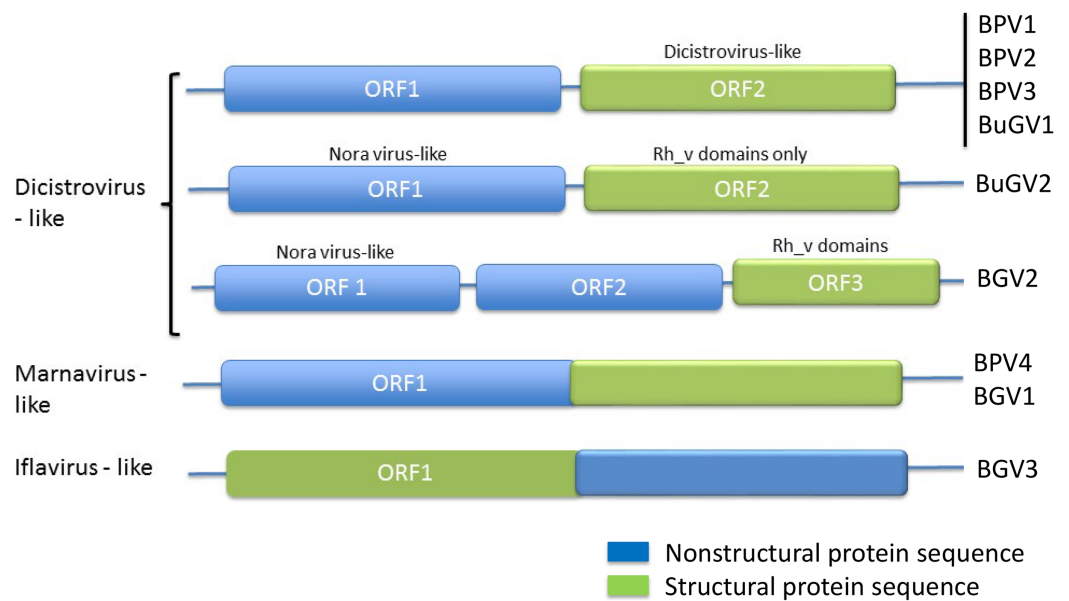 BPV1
BPV2
BPV3
BuGV1
Dicistrovirus-like
ORF1
ORF2
Nora virus-like
Rh_v domains only
ORF1
ORF2
BuGV2
Dicistrovirus
- like
Nora virus-like
Rh_v domains
ORF 1
ORF2
ORF3
BGV2
Marnavirus -
like
ORF1
BPV4
BGV1
Iflavirus - like
ORF1
BGV3
Nonstructural protein sequence
Structural protein sequence